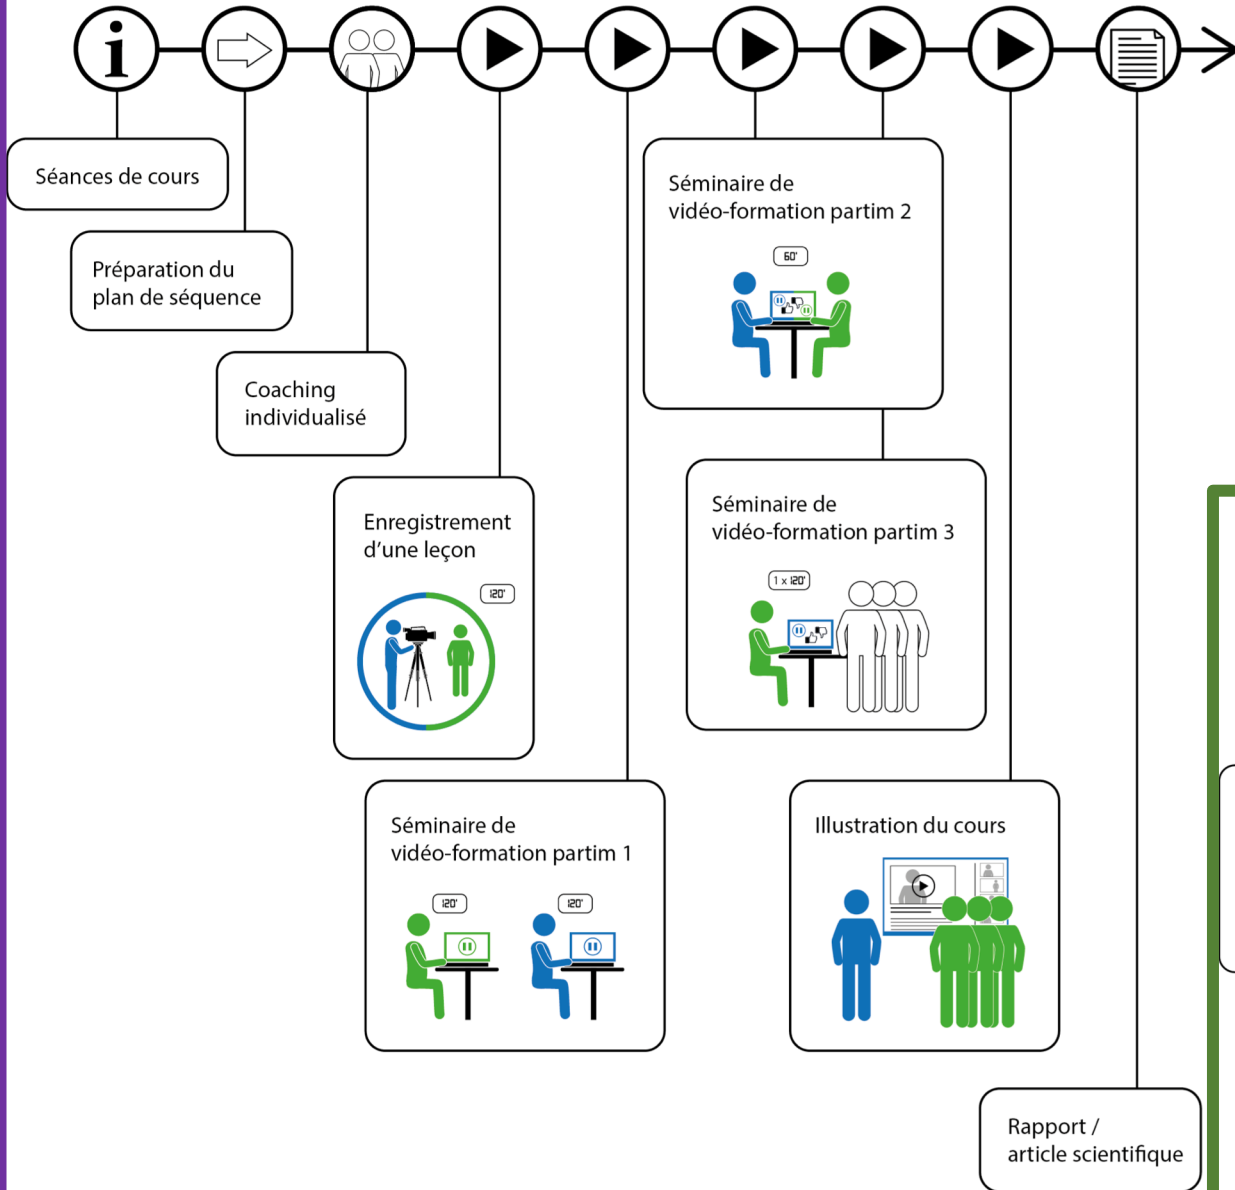 i
Séances de cours
Préparation du
plan de séquence
Coaching
individualisé
Enregistrement
d’une leçon
120'
Séminaire de
vidéo-formation partim 1
120'
120'
Séminaire de
vidéo-formation partim 2
60'
Séminaire de
vidéo-formation partim 3
1 x 120'
Illustration du cours
Rapport /
article scientifique